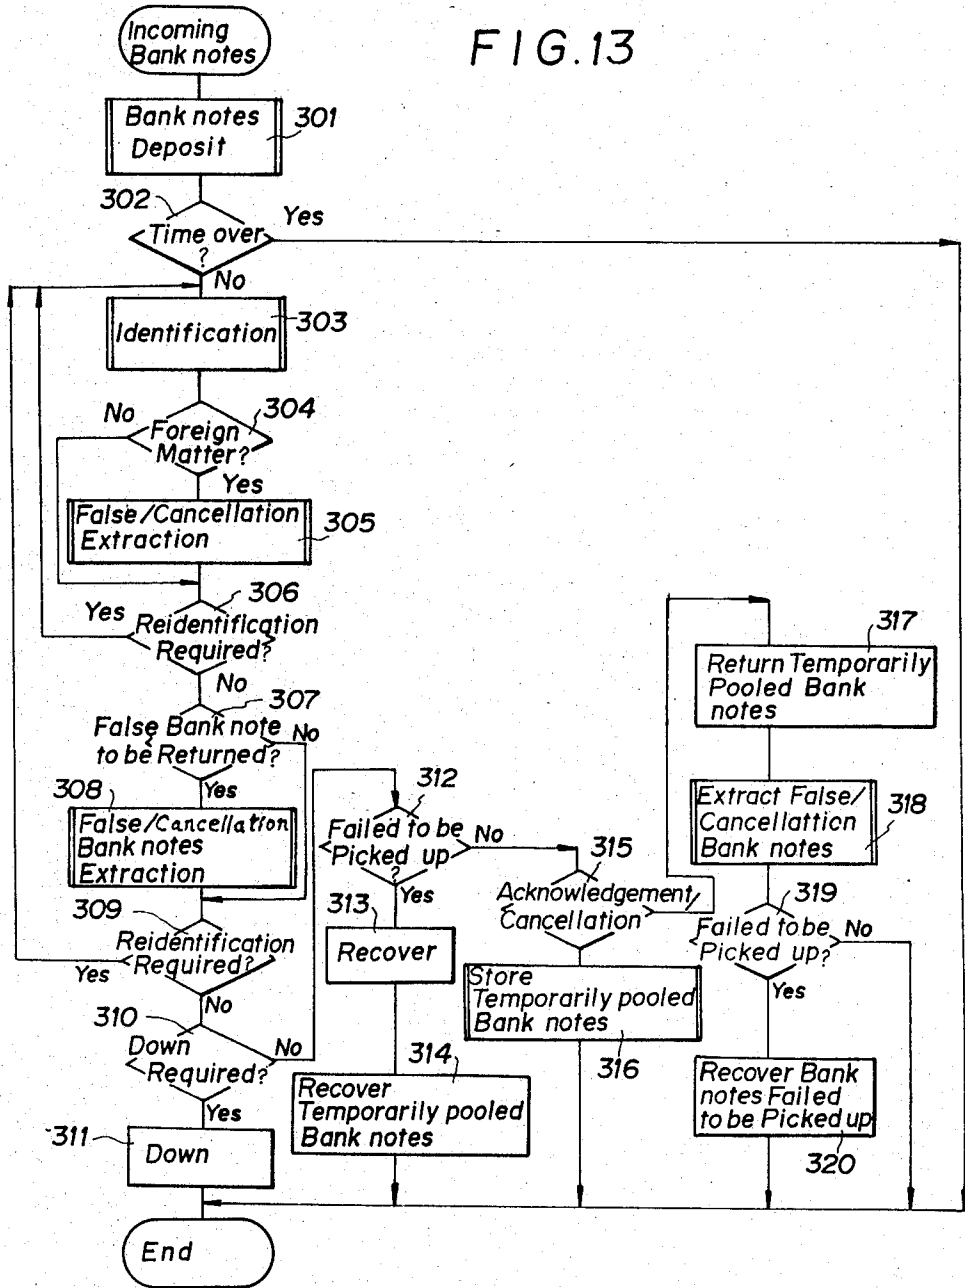 FIG.13
Incoming
Bank notes
Bank notes
Deposit
301
302
Time over
?
Yes
No
Identification
303
304
Foreign
Matter?
No
Yes
False/Cancellation
Extraction
305
306
Reidentification
Required?
Yes
No
307
False Bank note
to be Returned?
No
Yes
308
False/Cancellation
Bank notes
Extraction
309
Reidentification
Required?
Yes
No
310
Down
Required?
No
Yes
311
Down
End
312
Failed to be
Picked up
?
No
Yes
313
Recover
314
Recover
Temporarily pooled
Bank notes
315
Acknowledgement/
Cancellation
Store
Temporarily pooled
Bank notes
316
317
Return Temporarily
Pooled Bank
notes
Extract False/
Cancellattion
Bank notes
318
319
Failed to be
Picked up?
No
Yes
Recover Bank
notes Failed
to be Picked up
320